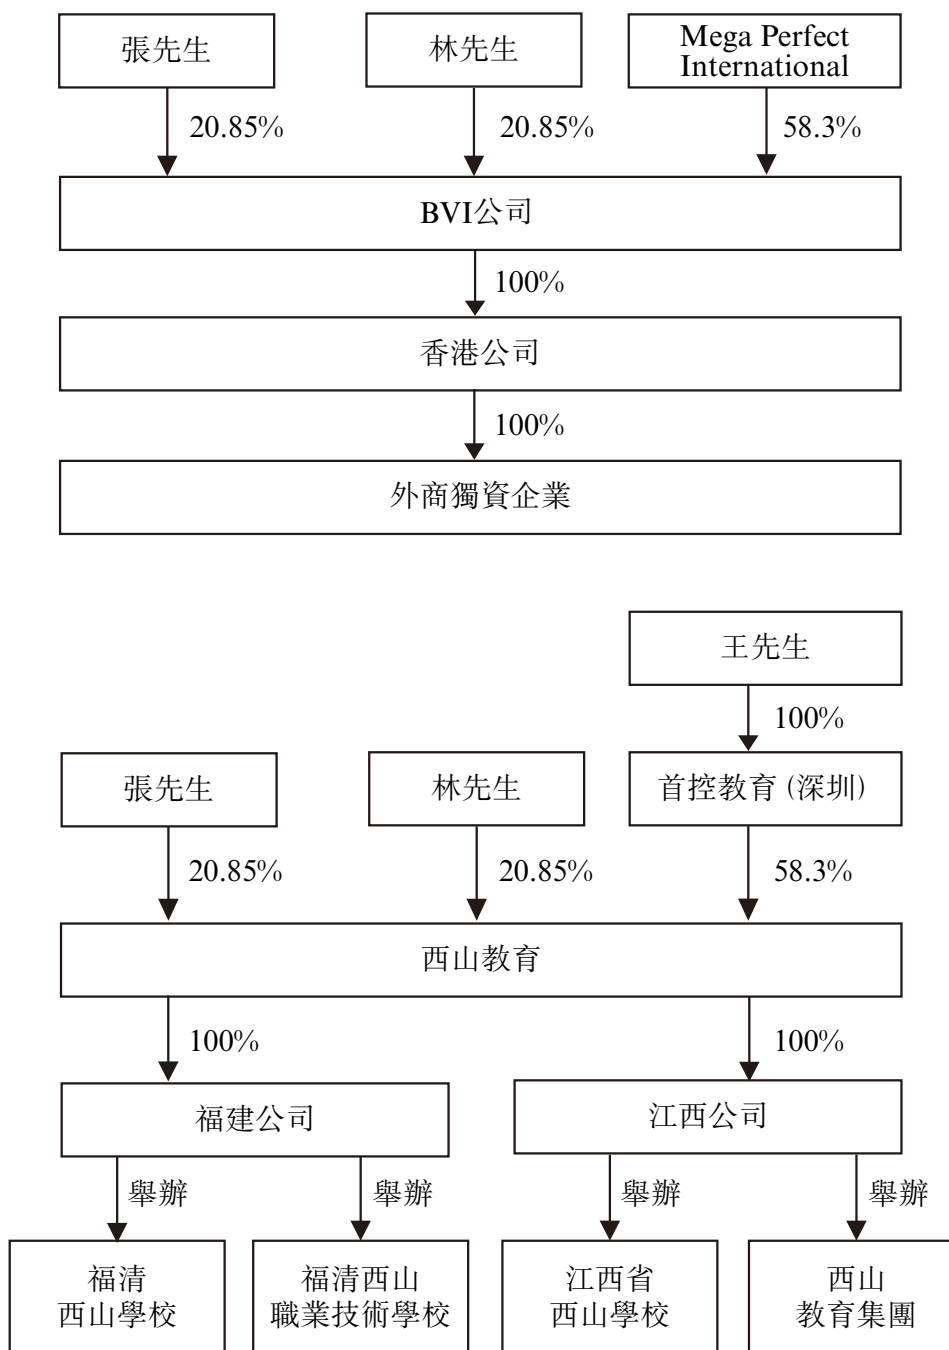 張先生
林先生
Mega Perfect
International
20.85%
20.85%
58.3%
BVI公司
100%
香港公司
100%
外商獨資企業
王先生
100%
張先生
林先生
首控教育 (深圳)
20.85%
20.85%
58.3%
西山教育
100%
100%
福建公司
江西公司
舉辦
舉辦
舉辦
舉辦
福清
西山學校
福清西山
職業技術學校
江西省
西山學校
西山
教育集團